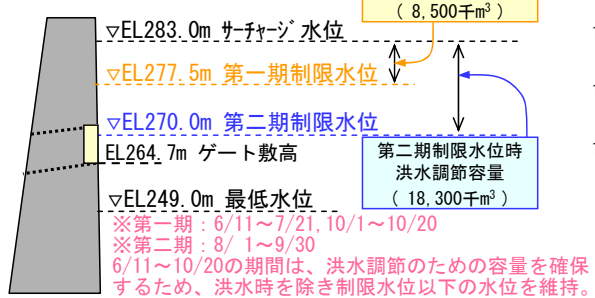 ( 8,500千m³ )
▽EL283.0m サーチャージ水位
▽EL277.5m 第一期制限水位
▽EL270.0m 第二期制限水位
EL264.7m ゲート敷高
第二期制限水位時
洪水調節容量
( 18,300千m³ )
▽EL249.0m 最低水位
※第一期：6/11～7/21,10/1～10/20
※第二期：8/ 1～9/30
6/11～10/20の期間は、洪水調節のための容量を確保
するため、洪水時を除き制限水位以下の水位を維持。